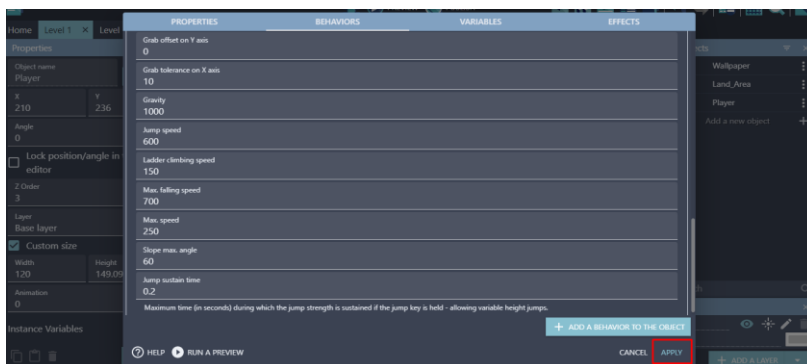 PROPERTIES BEHAVIORS VARIABLES EFFECTS
Home Level 1 × Level
Properties
Object name
Player
X Y
210 236
Angle
0
Lock position/angle in
editor
Z Order
3
Layer
Base layer
Custom size
Width Height
120 149.09
Animation
0
Instance Variables
Grab offset on Y axis
0
Grab tolerance on X axis
10
Gravity
1000
Jump speed
600
Ladder climbing speed
150
Max. falling speed
700
Max. speed
250
Slope max. angle
60
Jump sustain time
0.2
Maximum time (in seconds) during which the jump strength is sustained if the jump key is held - allowing variable height jumps.
+ ADD A BEHAVIOR TO THE OBJECT
HELP RUN A PREVIEW CANCEL APPLY
Wallpaper
Land_Area
Player
Add a new object +
+ ADD A LAYER